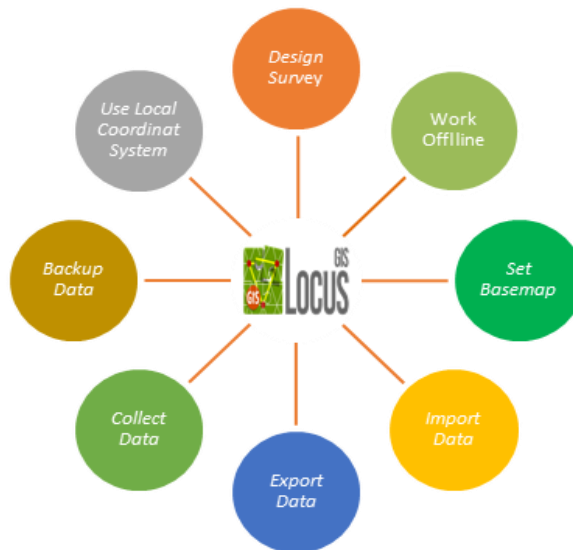 Design
Survey
Work
Offlline
Set
Basemap
Import
Data
Export
Data
Collect
Data
Backup
Data
Use Local
Coordinat
System
GIS
LOCUS
GIS